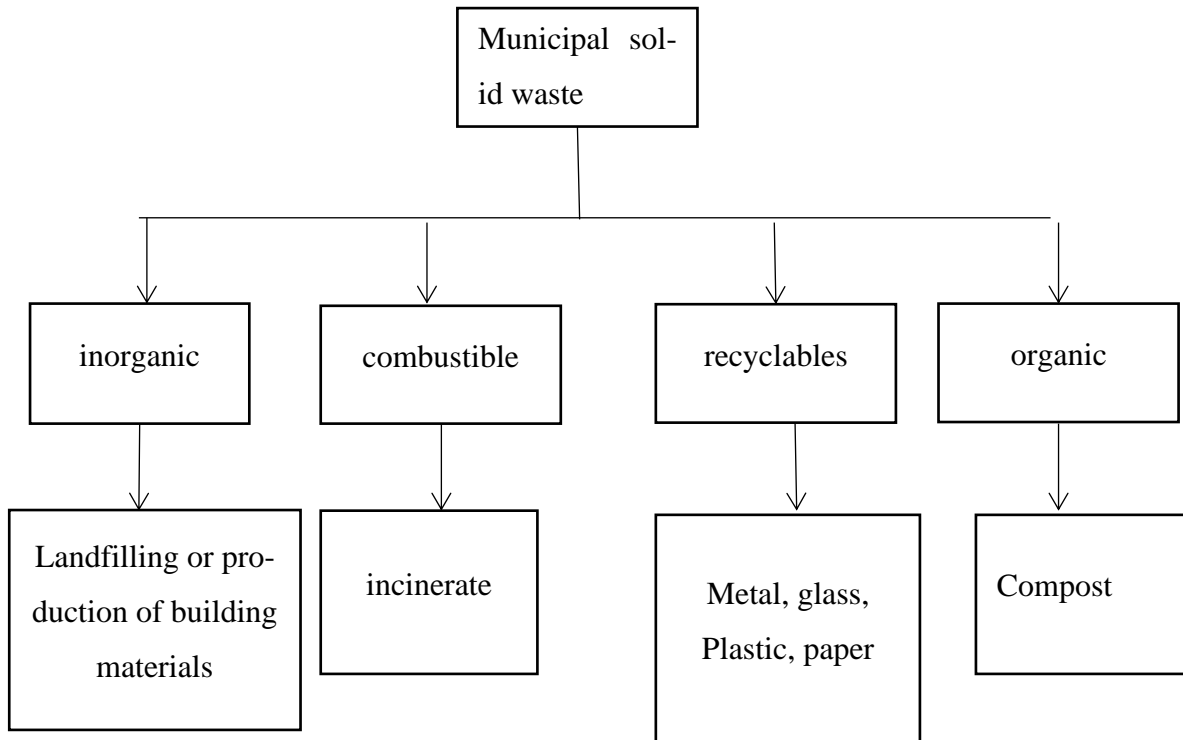 Municipal sol-
id waste
inorganic
combustible
recyclables
organic
Landfilling or pro-
duction of building
materials
incinerate
Metal, glass,
Plastic, paper
Compost